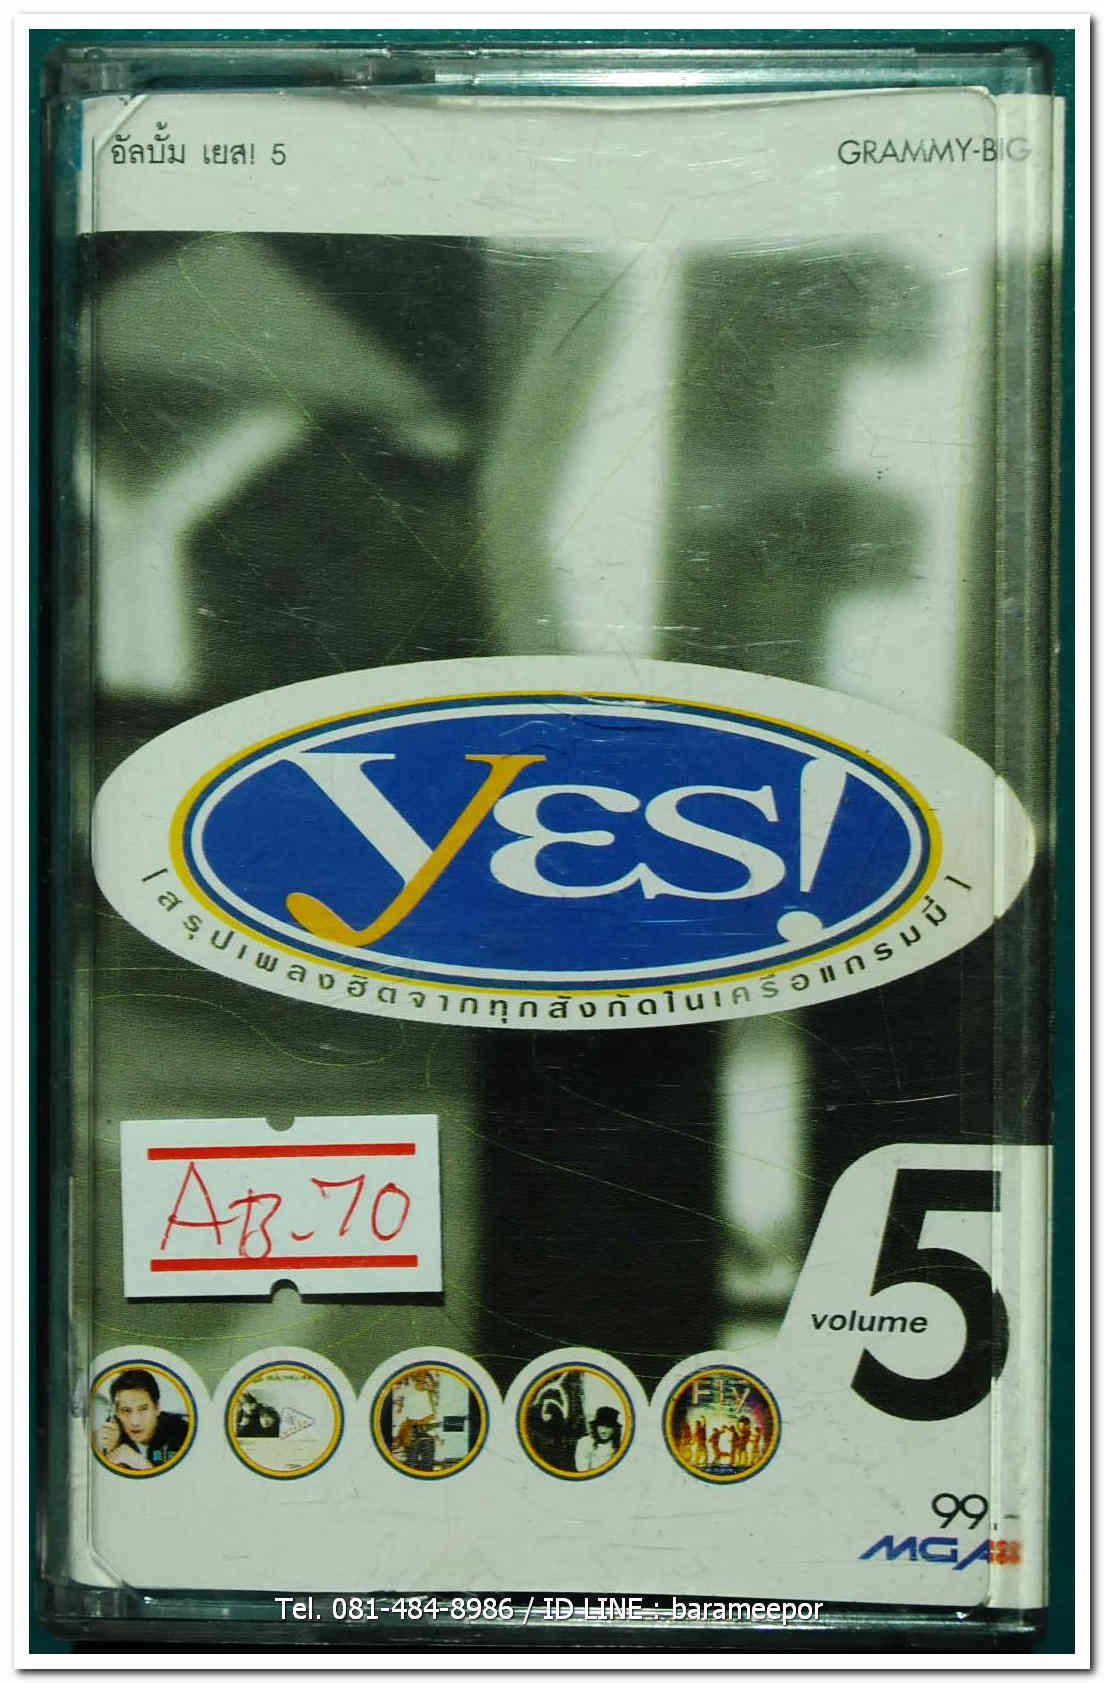 อัลบั้ม เยส! 5
GRAMMY-BIG
yes!
สรุปเพลงฮิตจากทุกสังกัดในเครือแกรมมี่
AB-70
volume
5
Fly
99.-
MGA
Tel. 081-484-8986 / ID LINE : barameepor